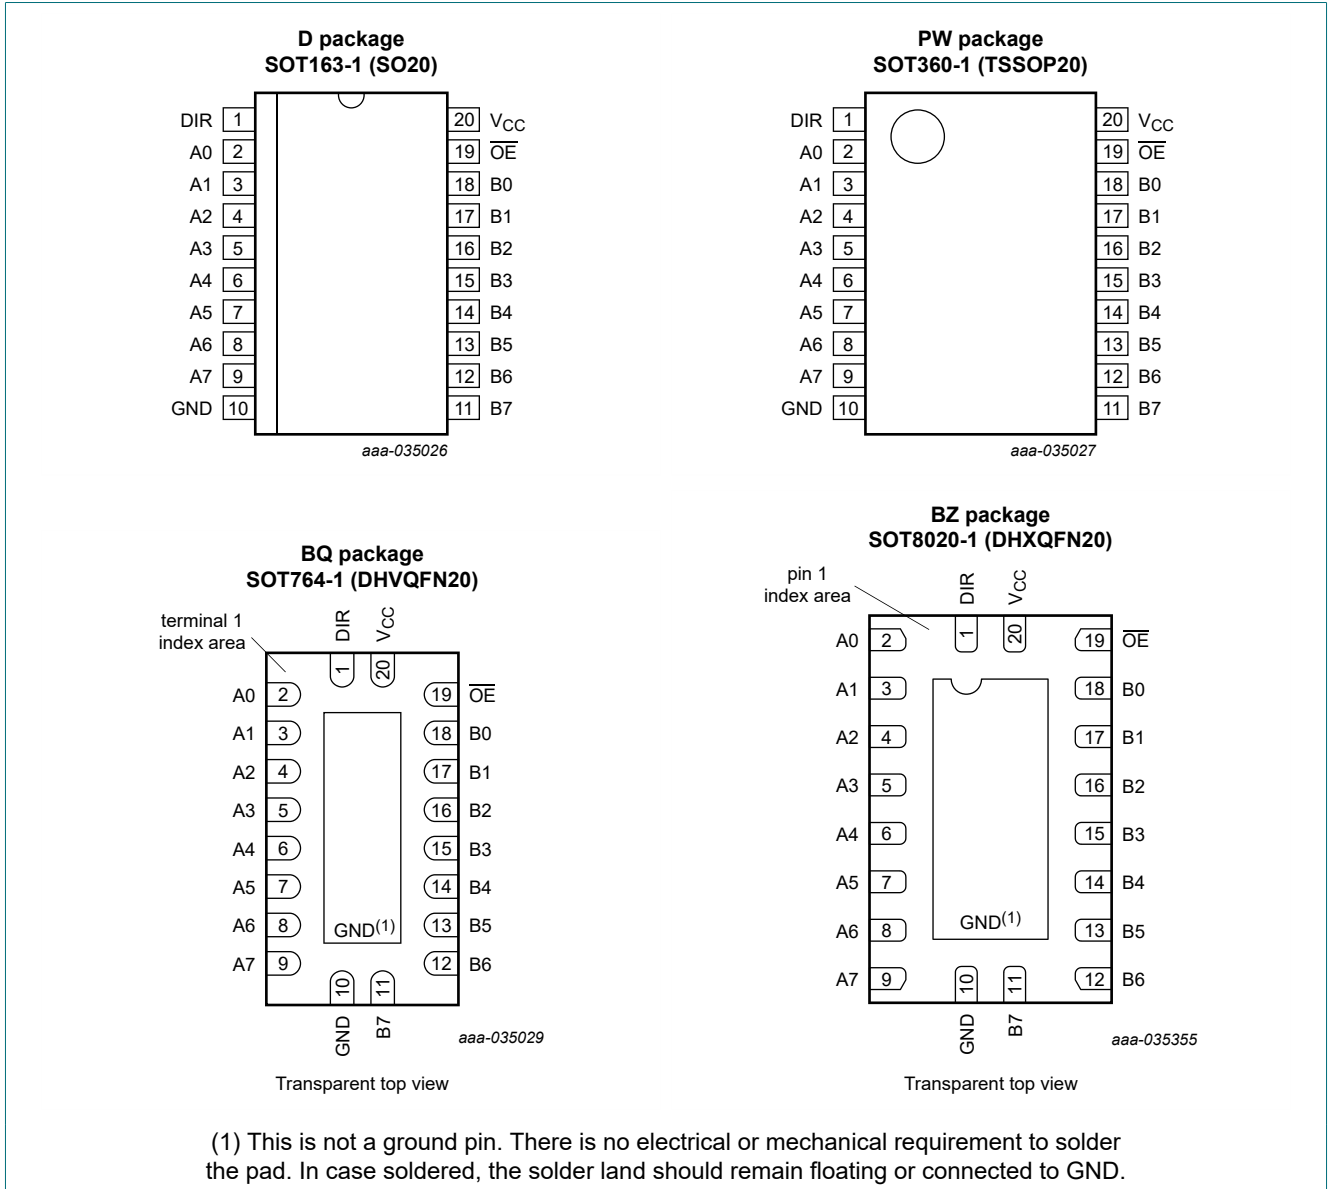 D package
SOT163-1 (SO20)
DIR 1 20 VCC
A0 2 19 OE
A1 3 18 B0
A2 4 17 B1
A3 5 16 B2
A4 6 15 B3
A5 7 14 B4
A6 8 13 B5
A7 9 12 B6
GND 10 11 B7
aaa-035026
PW package
SOT360-1 (TSSOP20)
DIR 1 20 VCC
A0 2 19 OE
A1 3 18 B0
A2 4 17 B1
A3 5 16 B2
A4 6 15 B3
A5 7 14 B4
A6 8 13 B5
A7 9 12 B6
GND 10 11 B7
aaa-035027
BQ package
SOT764-1 (DHVQFN20)
terminal 1
index area
DIR VCC
1 20
A0 2 19 OE
A1 3 18 B0
A2 4 17 B1
A3 5 16 B2
A4 6 15 B3
A5 7 14 B4
A6 8 GND(1) 13 B5
A7 9 12 B6
10 11
GND B7
aaa-035029
Transparent top view
BZ package
SOT8020-1 (DHXQFN20)
pin 1
index area
DIR VCC
1 20
A0 2 19 OE
A1 3 18 B0
A2 4 17 B1
A3 5 16 B2
A4 6 15 B3
A5 7 14 B4
A6 8 GND(1) 13 B5
A7 9 12 B6
10 11
GND B7
aaa-035355
Transparent top view
(1) This is not a ground pin. There is no electrical or mechanical requirement to solder
the pad. In case soldered, the solder land should remain floating or connected to GND.